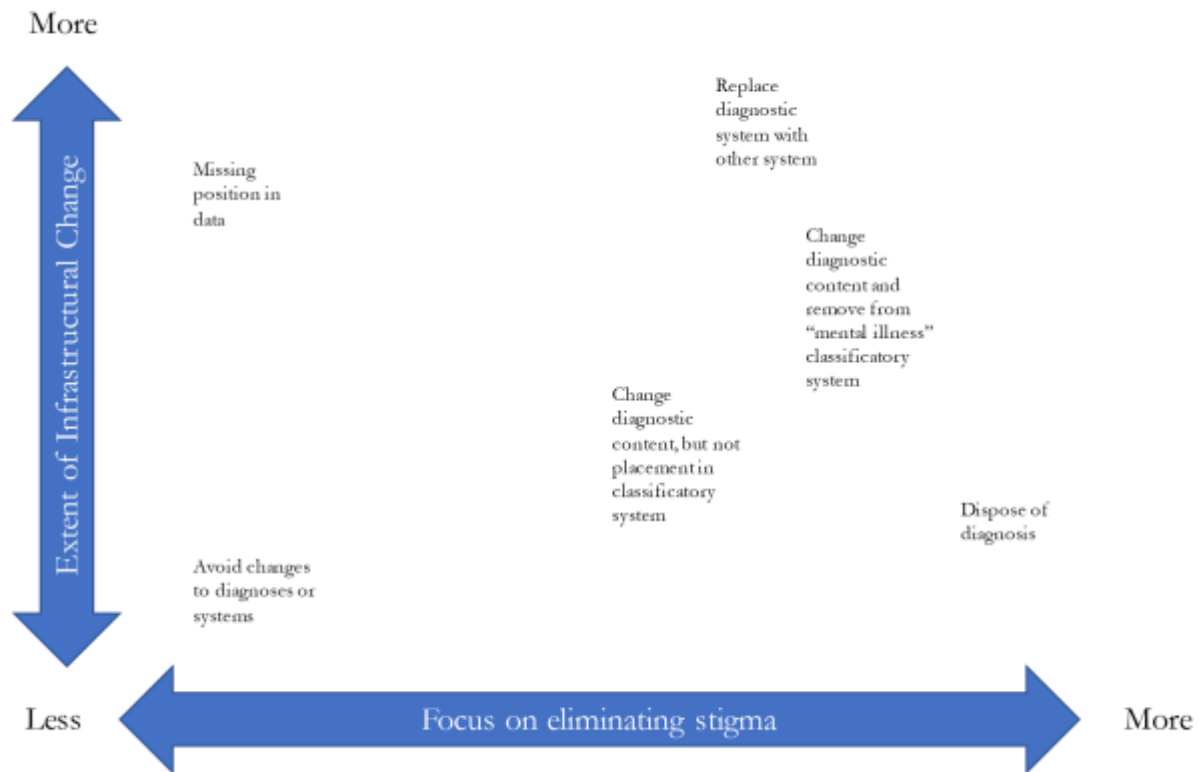 More
Replace
diagnostic
system with
other system
Missing
position in
data
Change
diagnostic
content and
remove from
“mental illness”
classificatory
system
Extent of Infrastructural Change
Change
diagnostic
content, but not
placement in
classificatory
system
Dispose of
diagnosis
Avoid changes
to diagnoses or
systems
Less
Focus on eliminating stigma
More